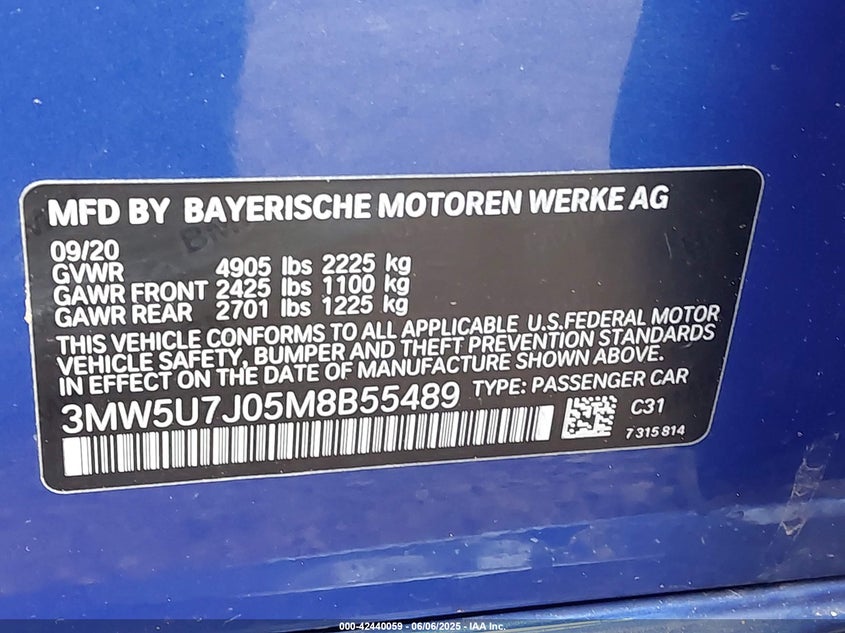 MFD BY BAYERISCHE MOTOREN WERKE AG
09/20
GVWR 4905 lbs 2225 kg
GAWR FRONT 2425 lbs 1100 kg
GAWR REAR 2701 lbs 1225 kg
THIS VEHICLE CONFORMS TO ALL APPLICABLE U.S.FEDERAL MOTOR
VEHICLE SAFETY, BUMPER AND THEFT PREVENTION STANDARDS
IN EFFECT ON THE DATE OF MANUFACTURE SHOWN ABOVE.
3MW5U7J05M8B55489 TYPE: PASSENGER CAR
C31
7 315 814
000-42440059 - 06/06/2025 - IAA Inc.